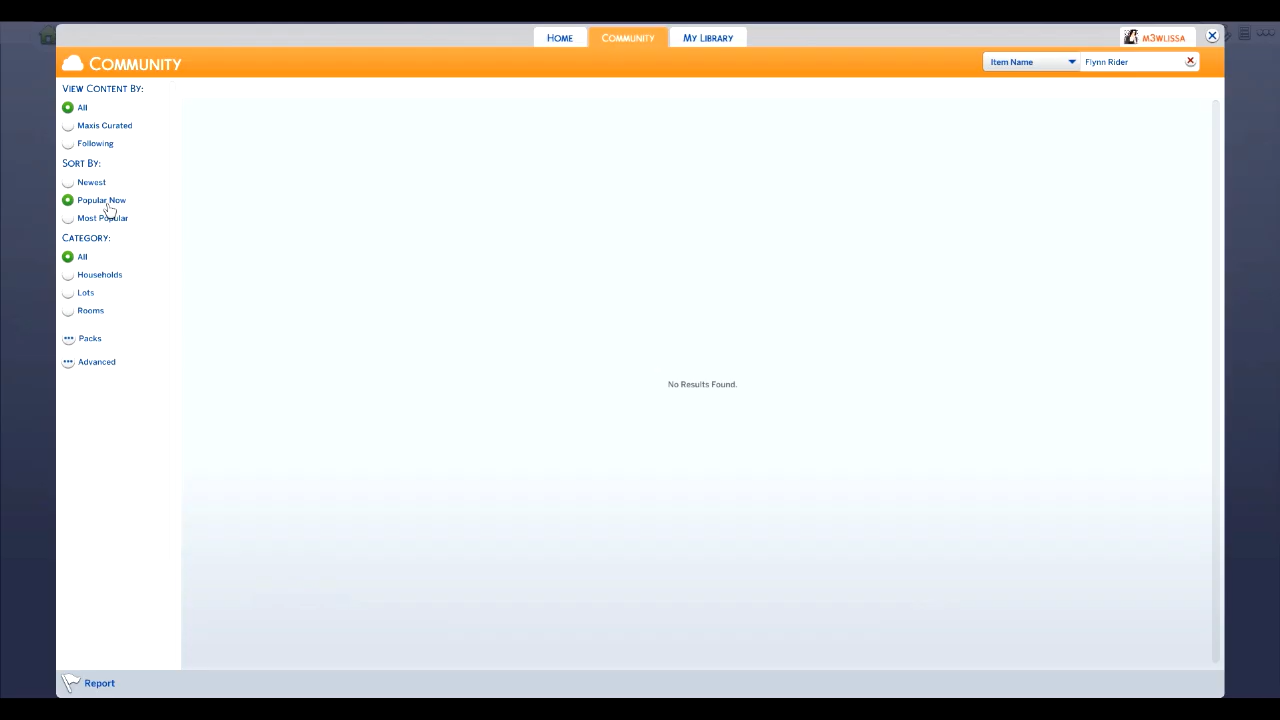 HOME
COMMUNITY
MY LIBRARY
M3WLISSA
COMMUNITY
Item Name
Flynn Rider
VIEW CONTENT BY:
All
Maxis Curated
Following
SORT BY:
Newest
Popular Now
Most Popular
CATEGORY:
All
Households
Lots
Rooms
Packs
Advanced
No Results Found.
Report